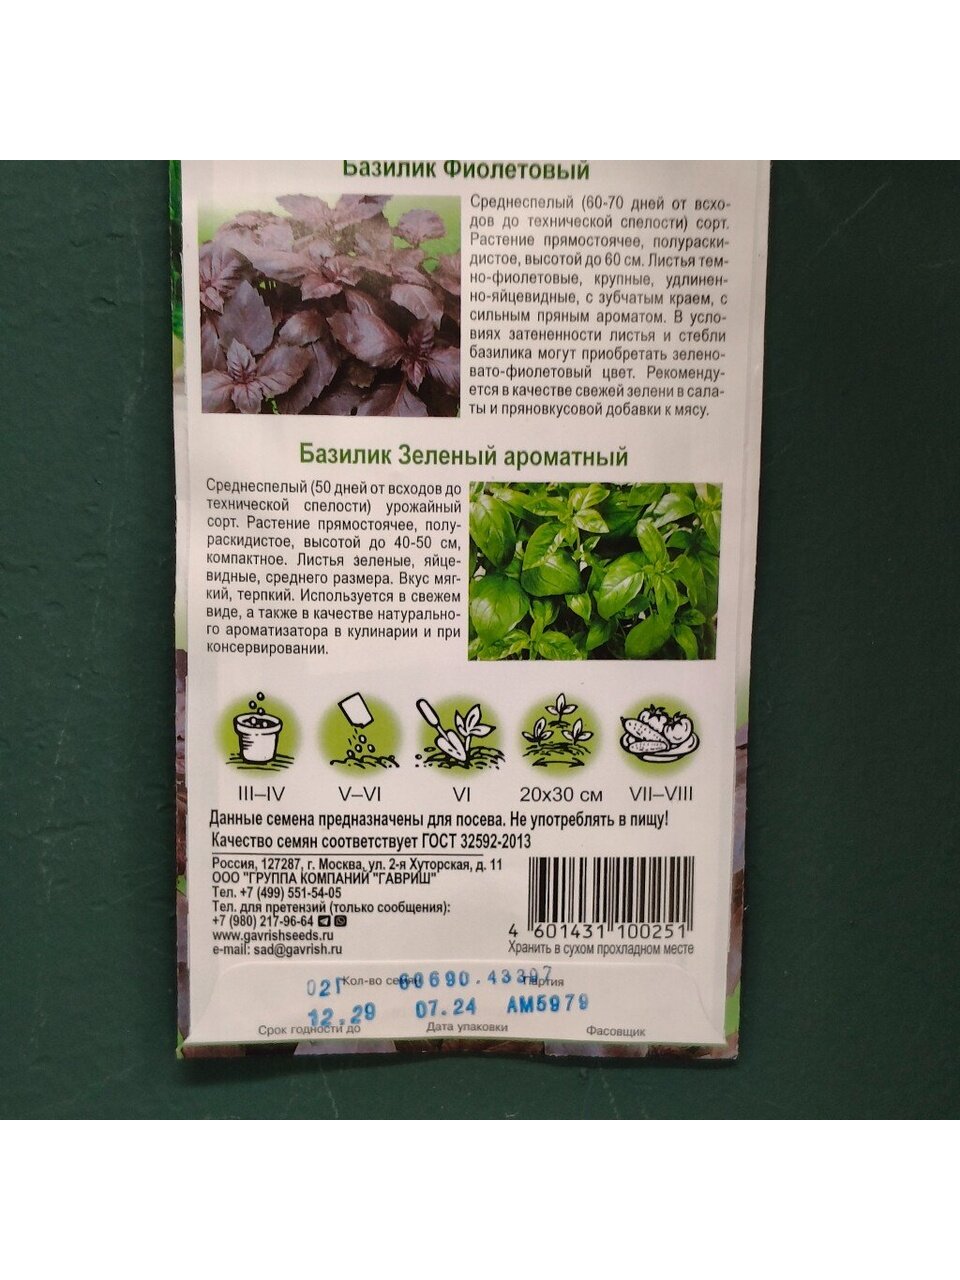 Базилик Фиолетовый
Среднеспелый (60-70 дней от всхо-
дов до технической спелости) сорт.
Растение прямостоячее, полураски-
дистое, высотой до 60 см. Листья тем-
но-фиолетовые, крупные, удлинен-
но-яйцевидные, с зубчатым краем, с
сильным пряным ароматом. В усло-
виях затененности листья и стебли
базилика могут приобретать зелено-
вато-фиолетовый цвет. Рекоменду-
ется в качестве свежей зелени в сала-
ты и пряновкусовой добавки к мясу.
Базилик Зеленый ароматный
Среднеспелый (50 дней от всходов до
технической спелости) урожайный
сорт. Растение прямостоячее, полу-
раскидистое, высотой до 40-50 см,
компактное. Листья зеленые, яйце-
видные, среднего размера. Вкус мяг-
кий, терпкий. Используется в свежем
виде, а также в качестве натурально-
го ароматизатора в кулинарии и при
консервировании.
III–IV V–VI VI 20x30 см VII–VIII
Данные семена предназначены для посева. Не употреблять в пищу!
Качество семян соответствует ГОСТ 32592-2013
Россия, 127287, г. Москва, ул. 2-я Хуторская, д. 11
ООО "ГРУППА КОМПАНИЙ "ГАВРИШ"
Тел. +7 (499) 551-54-05
Тел. для претензий (только сообщения):
+7 (980) 217-96-64
www.gavrishseeds.ru
e-mail: sad@gavrish.ru
4 601431 100251
Хранить в сухом прохладном месте
Кол-во семян Партия
02Г 60690.43397
12.29 07.24 АМ5979
Срок годности до Дата упаковки Фасовщик